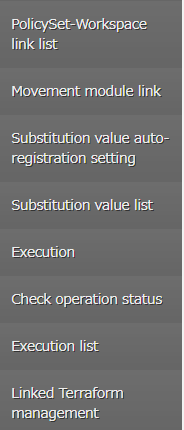 PolicySet-Workspace
link list
Movement module link
Substitution value auto-
registration setting
Substitution value list
Execution
Check operation status
Execution list
Linked Terraform
management